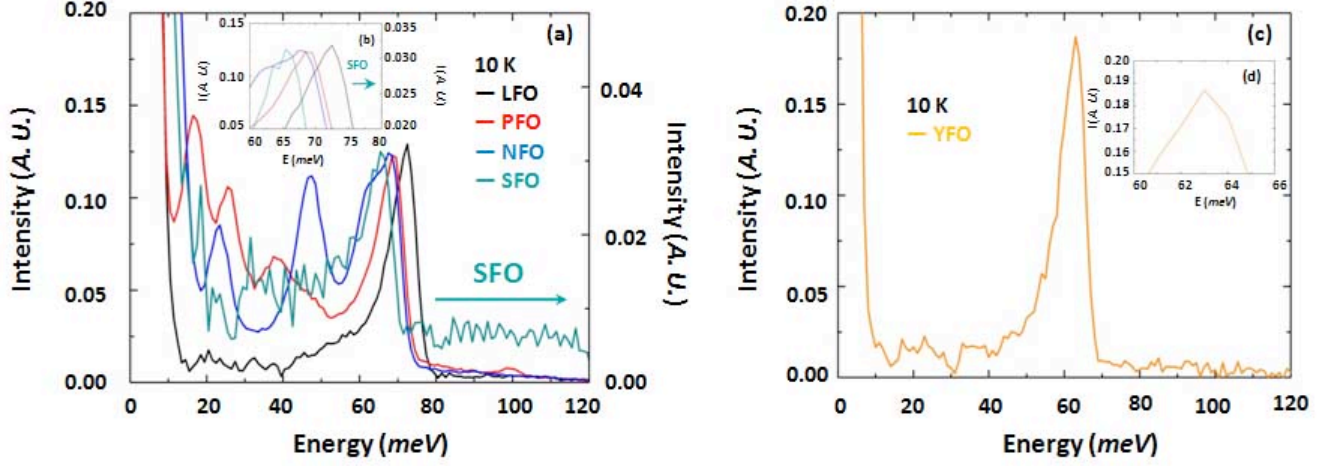 0.20
0.15
0.10
0.05
0.00
Intensity (A. U.)
0 20 40 60 80 100 120
Energy (meV)
(a)
10 K
LFO
PFO
NFO
SFO
SFO
0.04
0.02
0.00
Intensity (A. U.)
0.15
0.10
0.05
I(A. U)
(b)
SFO
0.035
0.030
0.025
0.020
I(A. U)
60 65 70 75 80
E (meV)
0.20
0.15
0.10
0.05
0.00
Intensity (A. U.)
0 20 40 60 80 100 120
Energy (meV)
(c)
10 K
YFO
0.20
0.19
0.18
0.17
0.16
0.15
I(A. U)
(d)
60 62 64 66
E (meV)